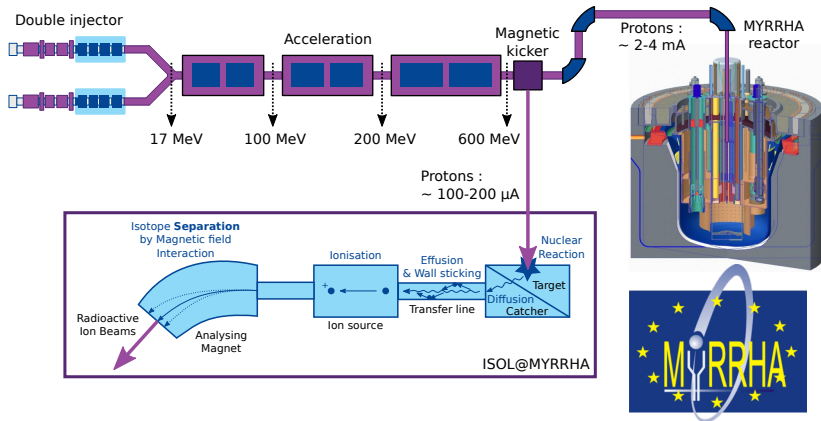 Double injector
Acceleration
Magnetic
kicker
Protons :
~ 2-4 mA
MYRRHA
reactor
17 MeV
100 MeV
200 MeV
600 MeV
Protons :
~ 100-200 µA
Isotope Separation
by Magnetic field
Interaction
Ionisation
Effusion
& Wall sticking
Nuclear
Reaction
+
Target
Diffusion
Catcher
Transfer line
Ion source
Radioactive
Ion Beams
Analysing
Magnet
ISOL@MYRRHA
MYRRHA